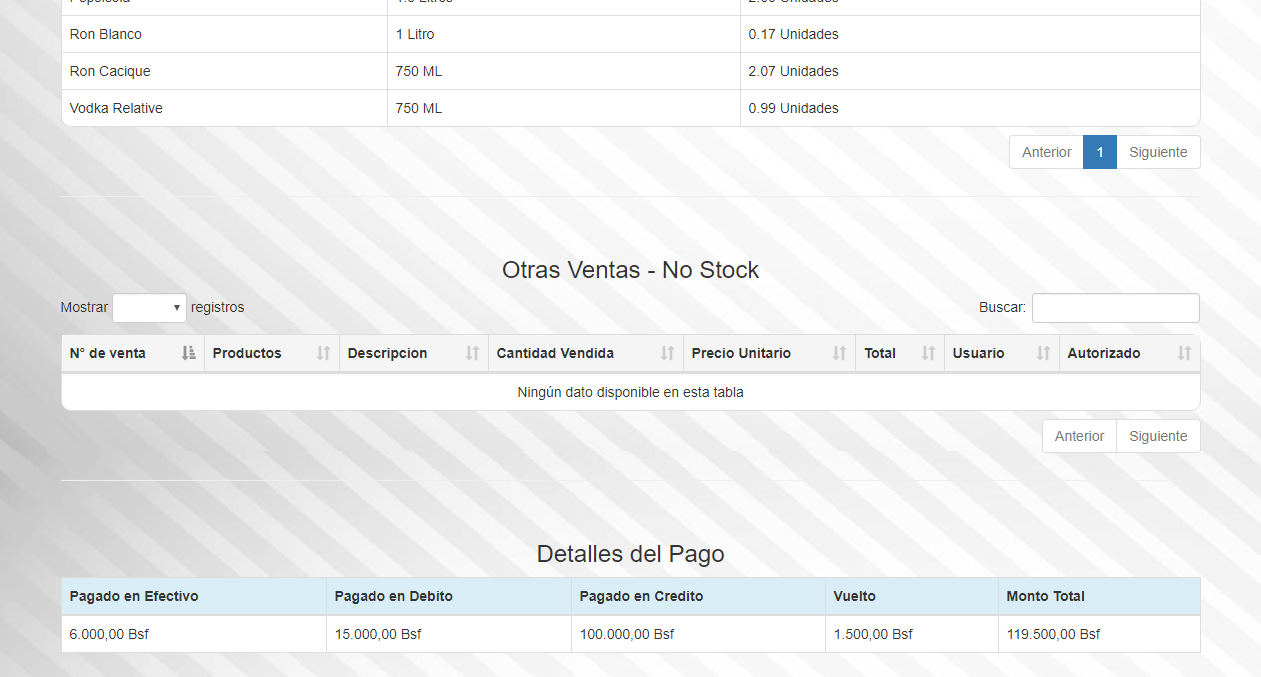 Ron Blanco 1 Litro 0.17 Unidades
Ron Cacique 750 ML 2.07 Unidades
Vodka Relative 750 ML 0.99 Unidades
Anterior 1 Siguiente
Otras Ventas - No Stock
Mostrar registros Buscar:
N° de venta Productos Descripcion Cantidad Vendida Precio Unitario Total Usuario Autorizado
Ningún dato disponible en esta tabla
Anterior Siguiente
Detalles del Pago
Pagado en Efectivo Pagado en Debito Pagado en Credito Vuelto Monto Total
6.000,00 Bsf 15.000,00 Bsf 100.000,00 Bsf 1.500,00 Bsf 119.500,00 Bsf